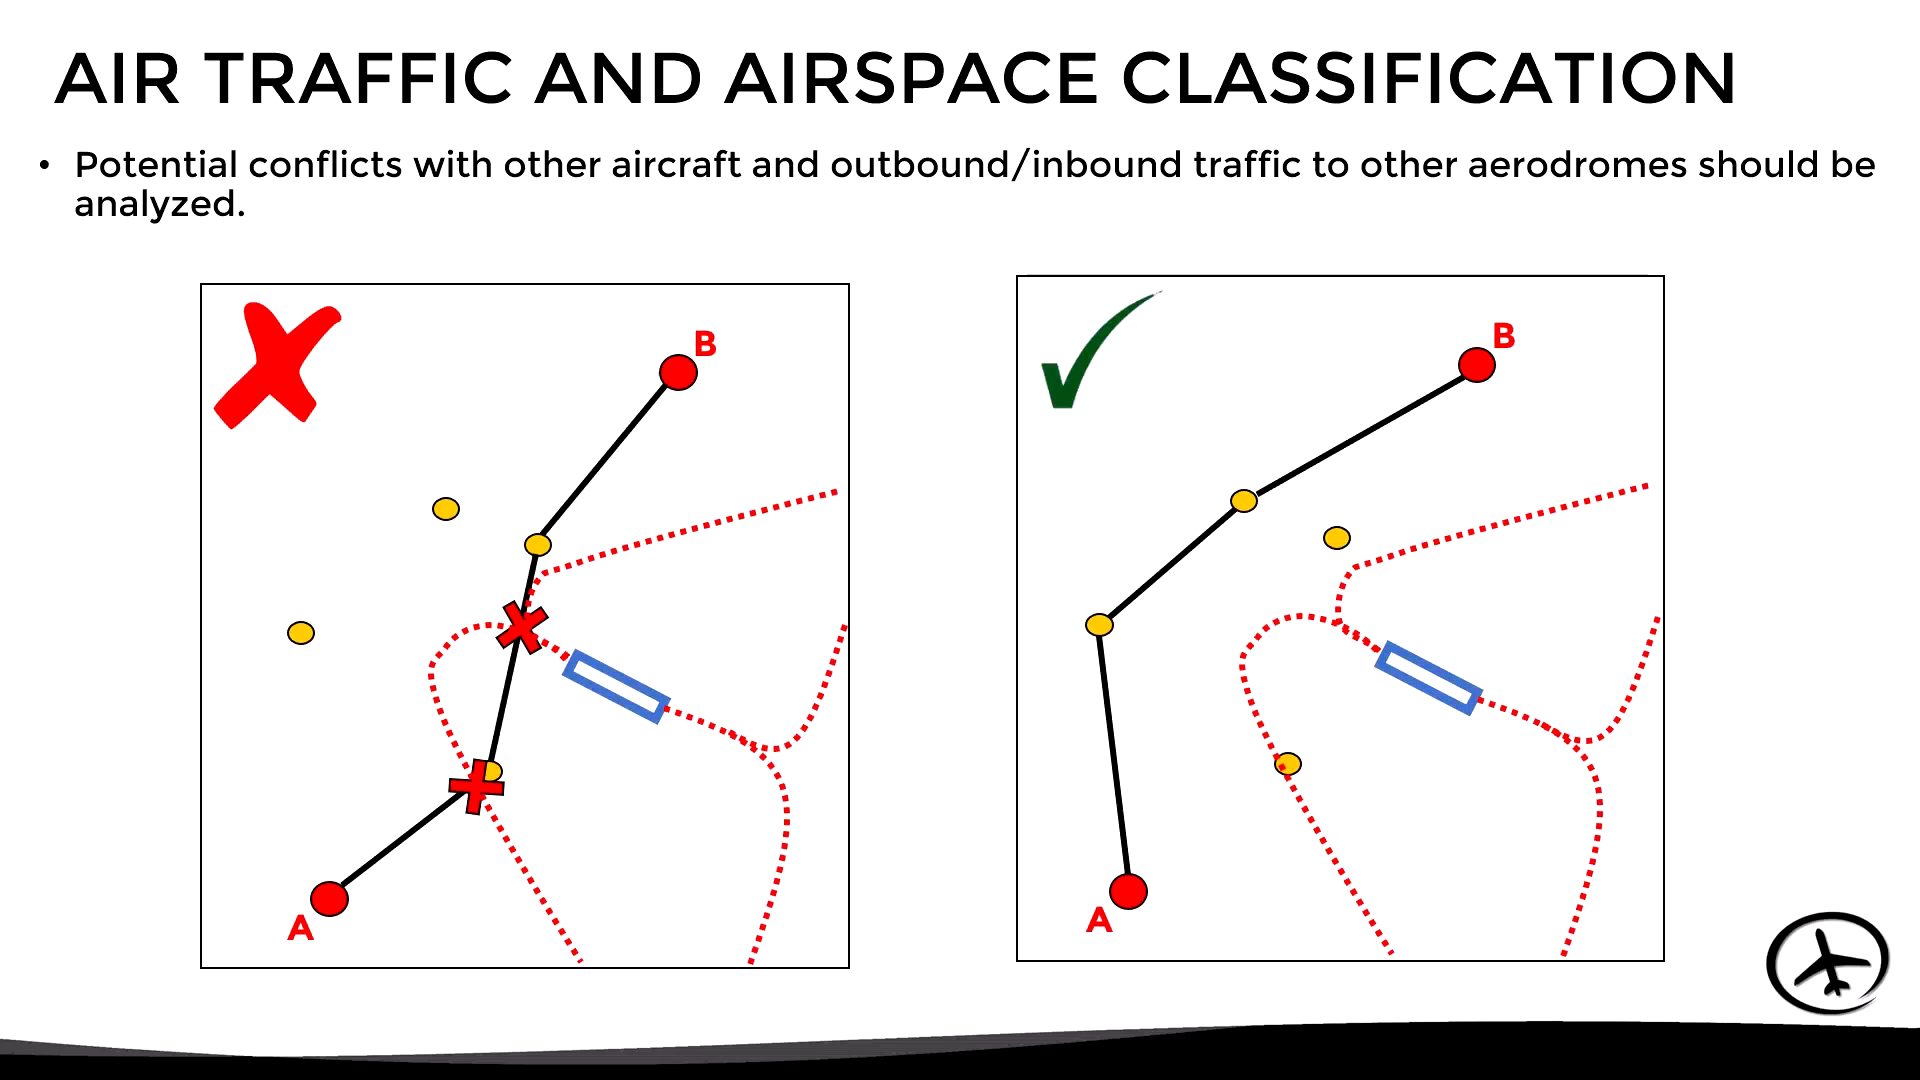 AIR TRAFFIC AND AIRSPACE CLASSIFICATION
• Potential conflicts with other aircraft and outbound/inbound traffic to other aerodromes should be
analyzed.
B
A
B
A